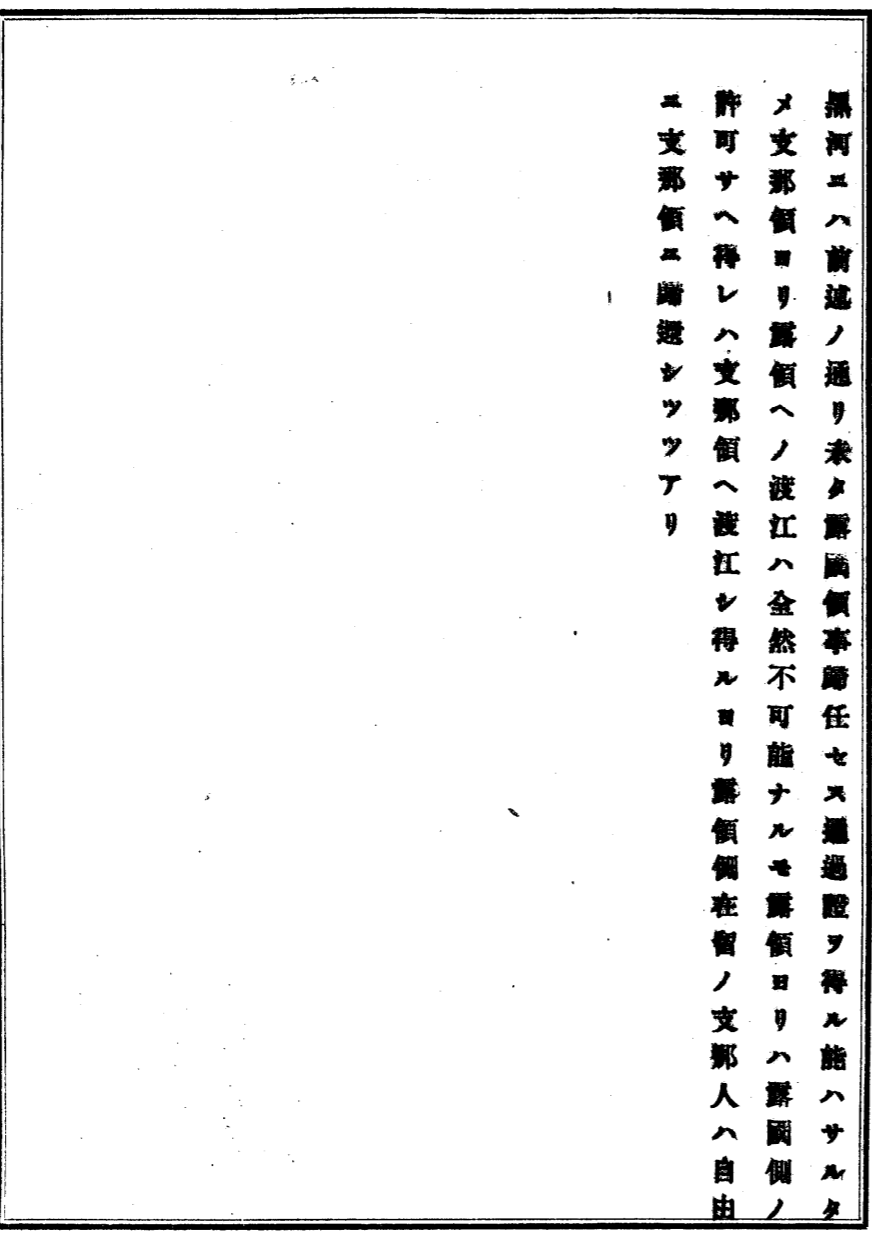 黒河ニハ前述ノ通リ未タ露國領事歸任セス通過證ヲ得ル能ハサルタ
メ支那領ヨリ露領ヘノ渡江ハ全然不可能ナルモ露領ヨリハ露國側ノ
許可サヘ得レハ支那領ヘ渡江シ得ルヨリ露領側在留ノ支那人ハ自由
ニ支那領ニ歸還シツツアリ